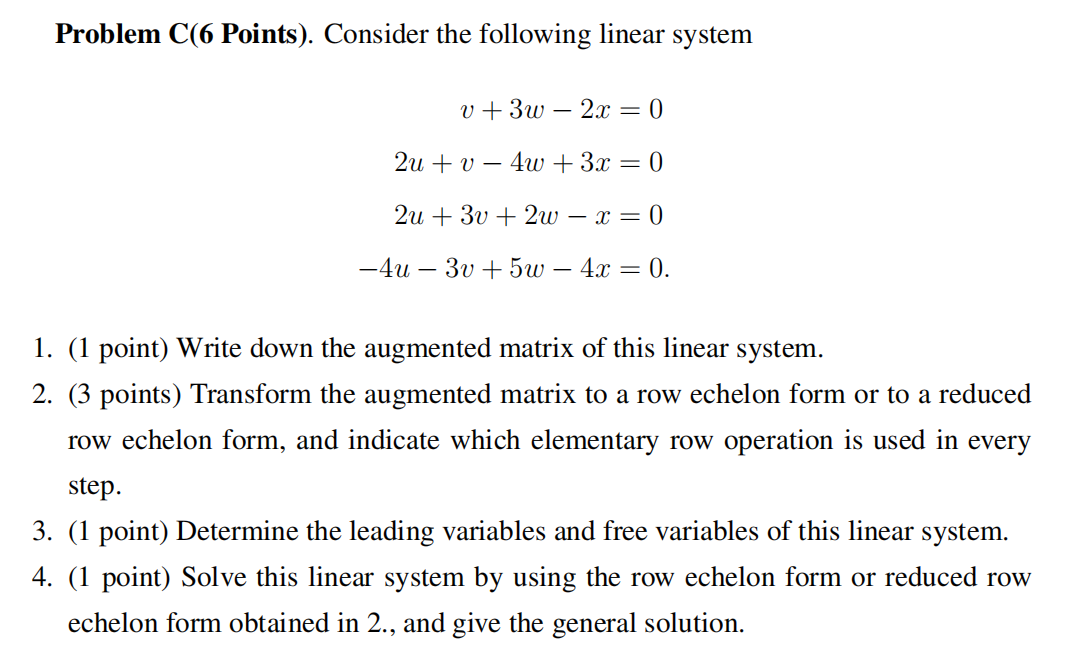 Problem C(6 Points). Consider the following linear system
v + 3w − 2x = 0
2u + v − 4w + 3x = 0
2u + 3v + 2w − x = 0
−4u − 3v + 5w − 4x = 0.
1. (1 point) Write down the augmented matrix of this linear system.
2. (3 points) Transform the augmented matrix to a row echelon form or to a reduced
row echelon form, and indicate which elementary row operation is used in every
step.
3. (1 point) Determine the leading variables and free variables of this linear system.
4. (1 point) Solve this linear system by using the row echelon form or reduced row
echelon form obtained in 2., and give the general solution.